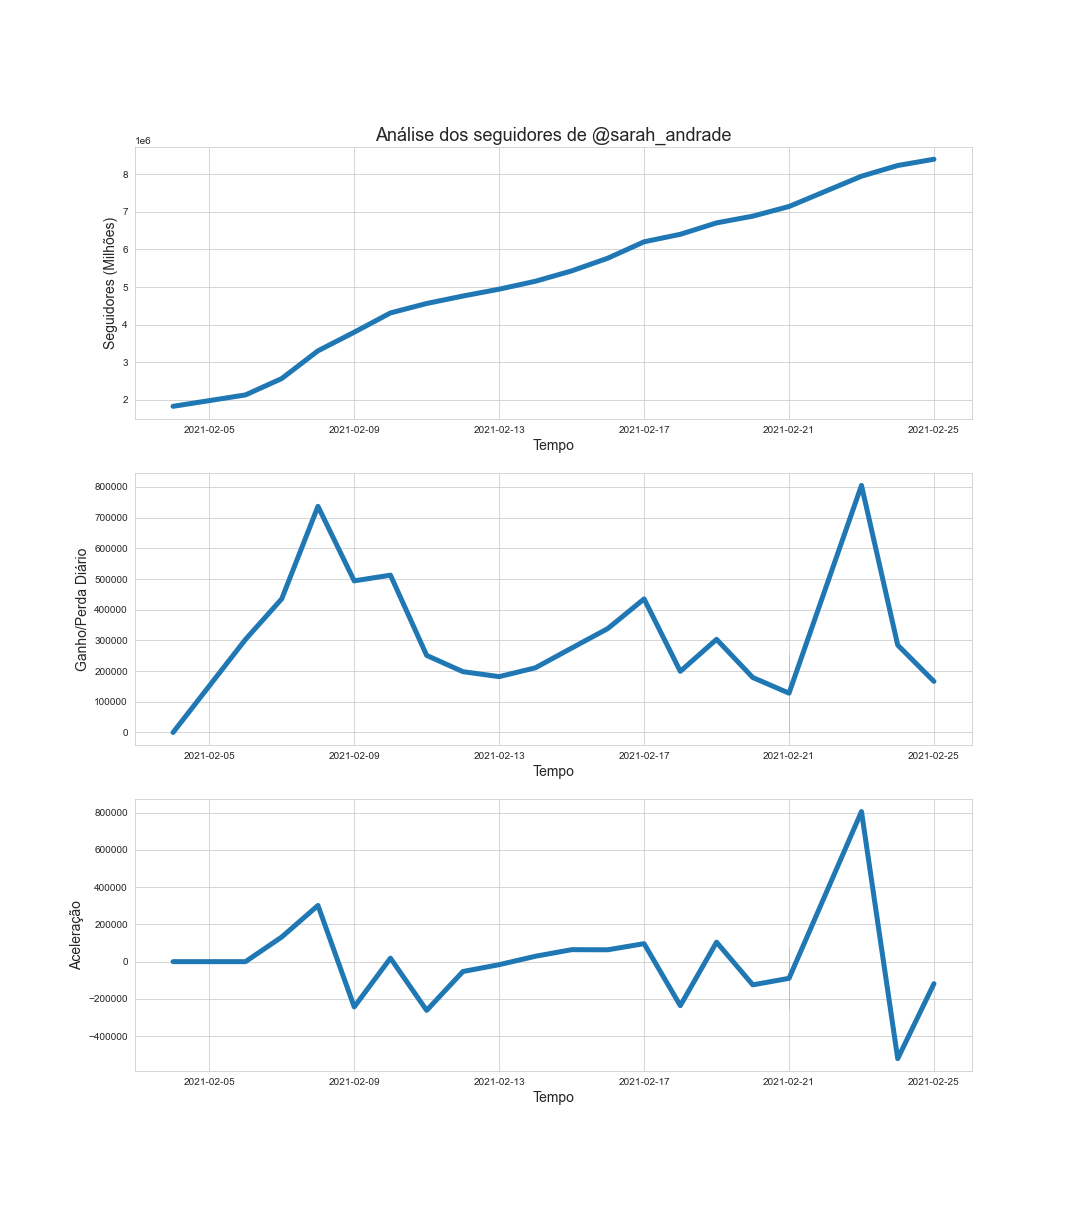 Análise dos seguidores de @sarah_andrade
1e6
8
7
6
5
4
3
2
Seguidores (Milhões)
2021-02-05 2021-02-09 2021-02-13 2021-02-17 2021-02-21 2021-02-25
Tempo
800000
700000
600000
500000
400000
300000
200000
100000
0
Ganho/Perda Diário
2021-02-05 2021-02-09 2021-02-13 2021-02-17 2021-02-21 2021-02-25
Tempo
800000
600000
400000
200000
0
−200000
−400000
Aceleração
2021-02-05 2021-02-09 2021-02-13 2021-02-17 2021-02-21 2021-02-25
Tempo